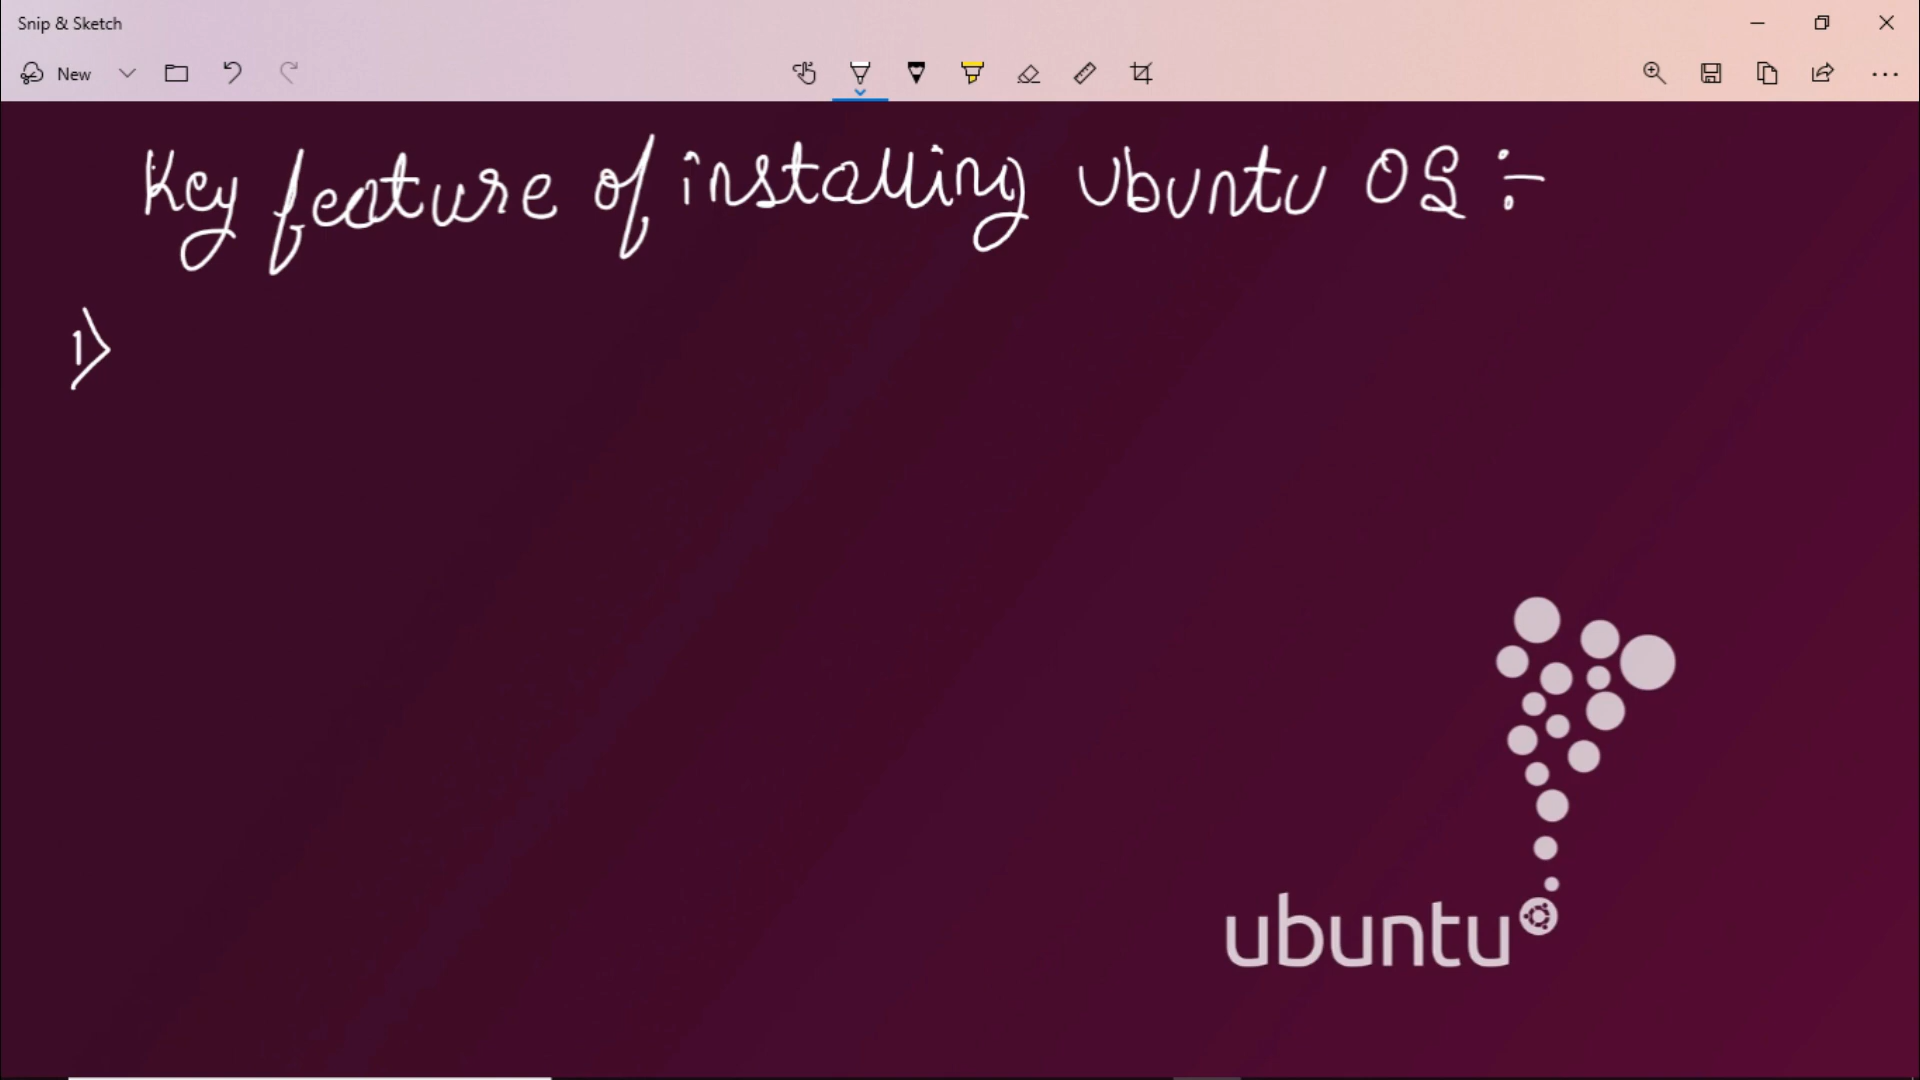 Snip & Sketch
New
Key feature of installing Ubuntu OS :-
1)
ubuntu